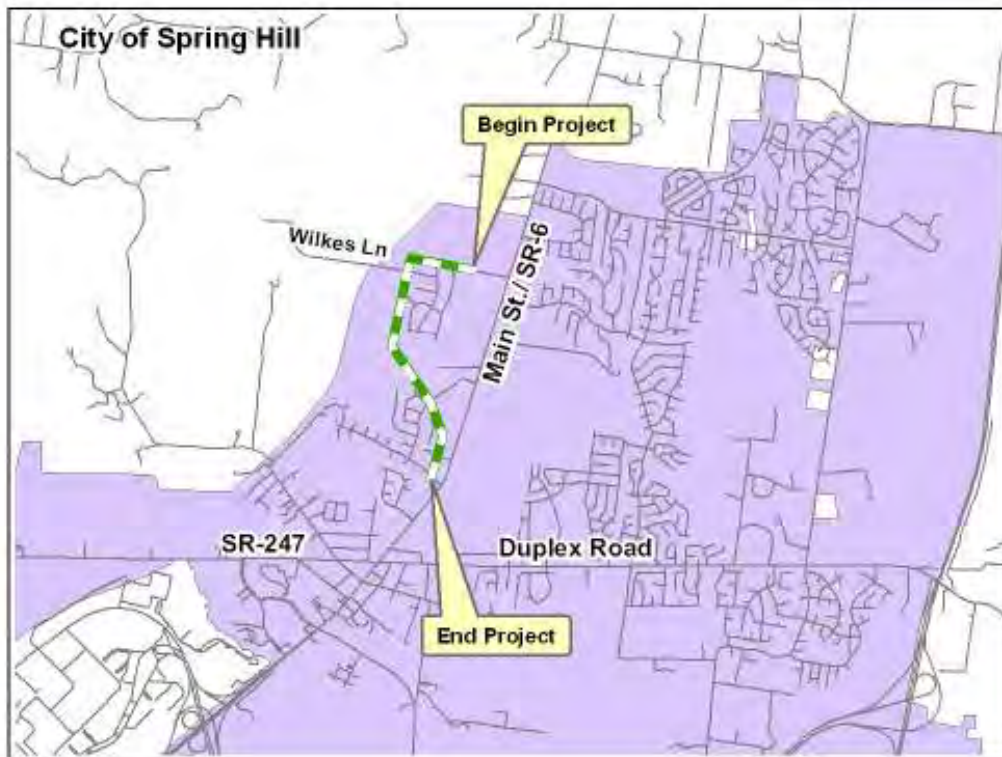 City of Spring Hill
Begin Project
Wilkes Ln
Main St./ SR-6
SR-247
Duplex Road
End Project